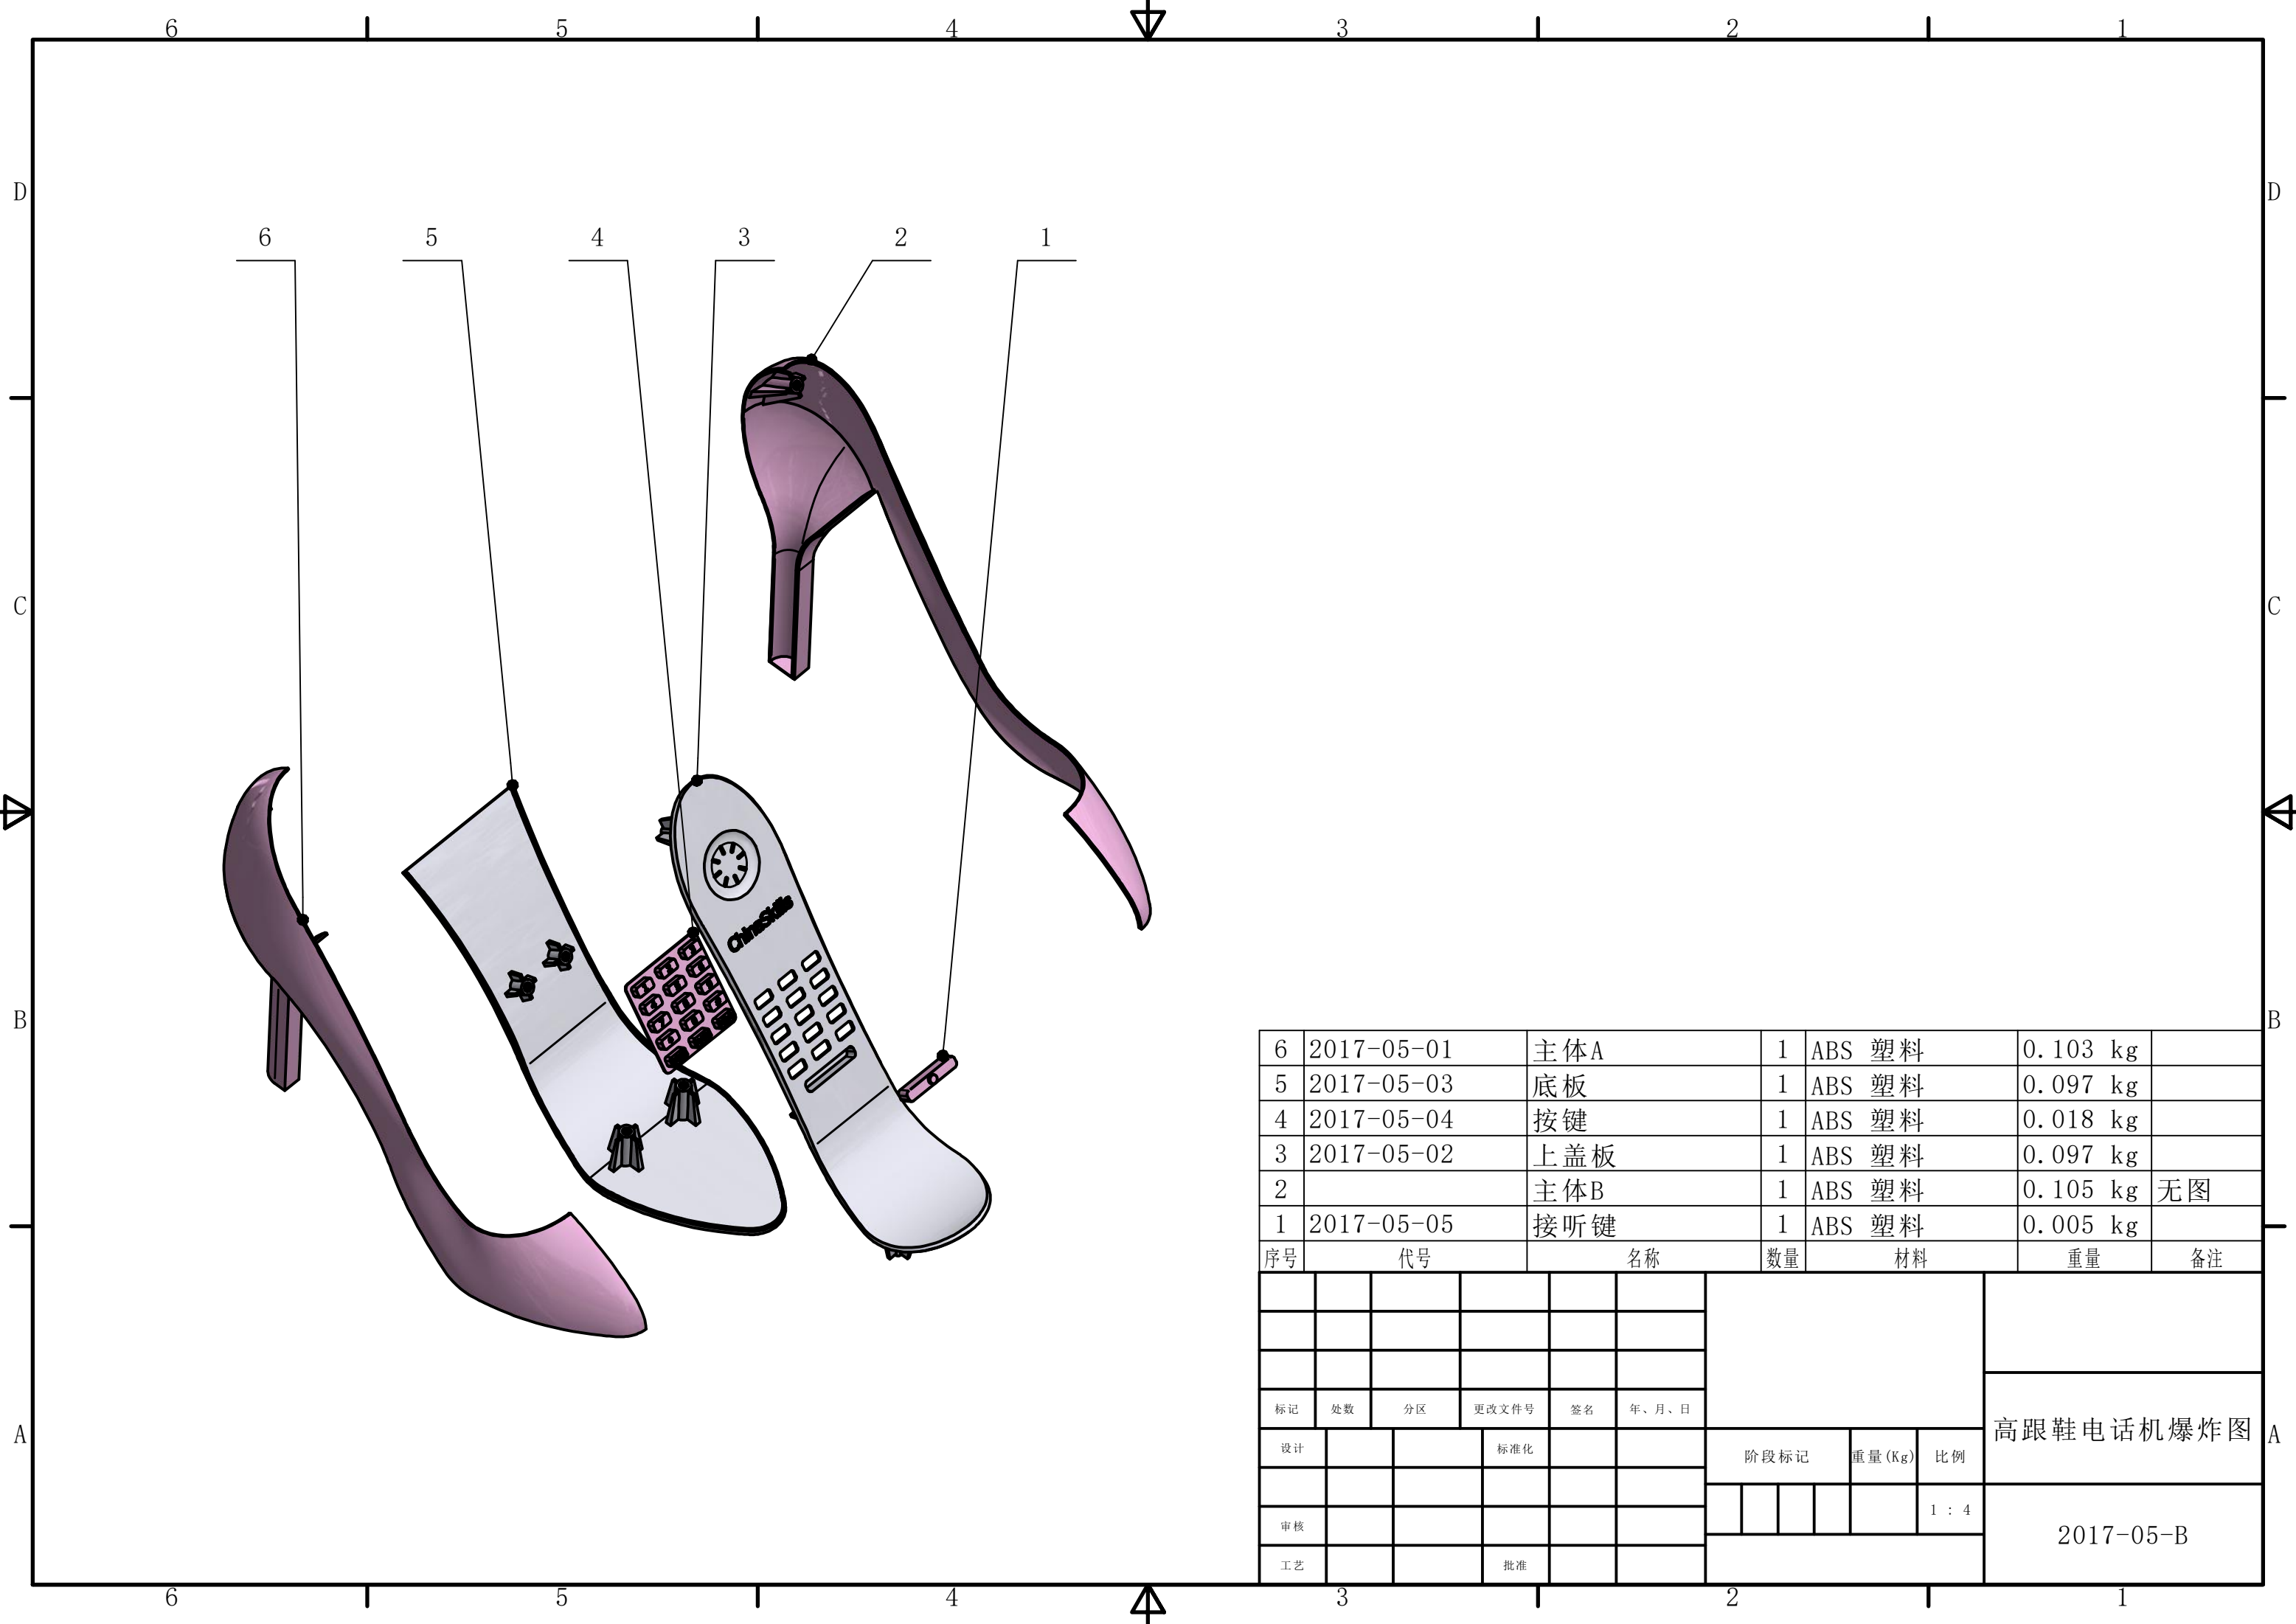 6 5 4 3 2 1
D D
6 5 4 3 2 1
C C
ChinaSkills
B B
6 2017-05-01 主体A 1 ABS 塑料 0.103 kg
5 2017-05-03 底板 1 ABS 塑料 0.097 kg
4 2017-05-04 按键 1 ABS 塑料 0.018 kg
3 2017-05-02 上盖板 1 ABS 塑料 0.097 kg
2 主体B 1 ABS 塑料 0.105 kg 无图
1 2017-05-05 接听键 1 ABS 塑料 0.005 kg
序号 代号 名称 数量 材料 重量 备注
标记 处数 分区 更改文件号 签名 年、月、日
高跟鞋电话机爆炸图
A A
设计 标准化
阶段标记 重量(Kg) 比例
1 : 4
审核
2017-05-B
工艺 批准
6 5 4 3 2 1